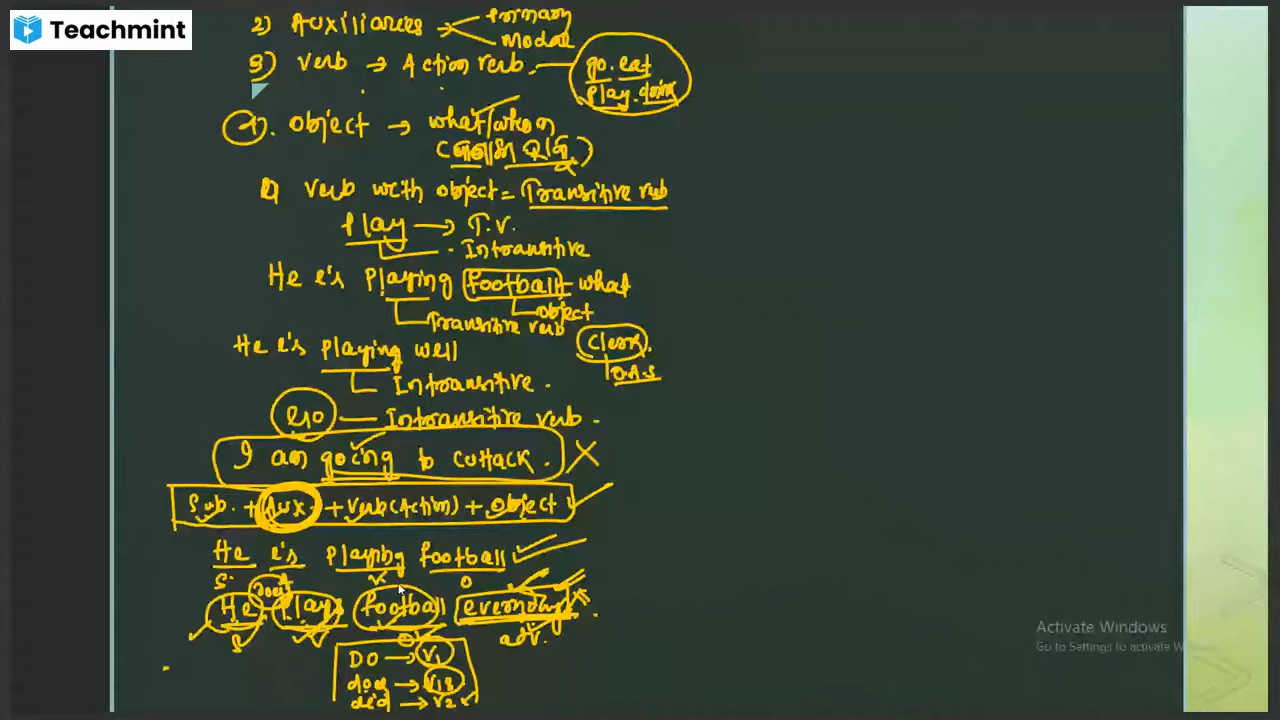 Teachmint
2) Auxiliaries → Primary
Modal
3) Verb → Action verb - go. eat
play. doing
4). Object → what/whom
Verb with object = Transitive verb
Play → T.V.
- Intransitive
He is playing football - what
object
Transitive verb
He is playing well
Clerk.
O.A.S
Intransitive.
Go - Intransitive verb.
I am going to cuttack. X
Sub. + Aux. + Verb (Action) + Object
He is playing football
S A V O
does
He plays football everyday.
S V O adv.
DO → V1
does → V1s
did → V2
Activate Windows
Go to Settings to activate W